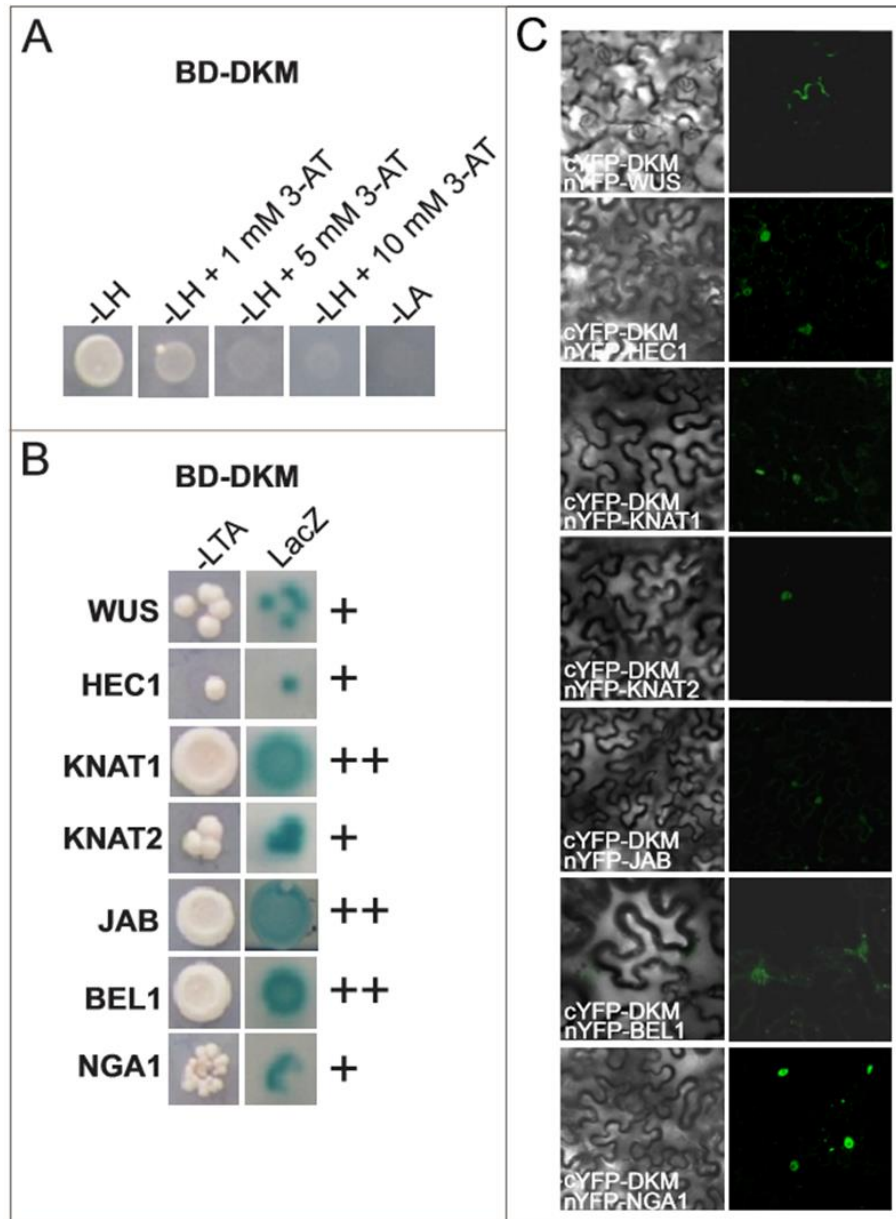 A
BD-DKM
-LH
-LH + 1 mM 3-AT
-LH + 5 mM 3-AT
-LH + 10 mM 3-AT
-LA
B
BD-DKM
-LTA
LacZ
WUS +
HEC1 +
KNAT1 ++
KNAT2 +
JAB ++
BEL1 ++
NGA1 +
C
cYFP-DKM
nYFP-WUS
cYFP-DKM
nYFP-HEC1
cYFP-DKM
nYFP-KNAT1
cYFP-DKM
nYFP-KNAT2
cYFP-DKM
nYFP-JAB
cYFP-DKM
nYFP-BEL1
cYFP-DKM
nYFP-NGA1